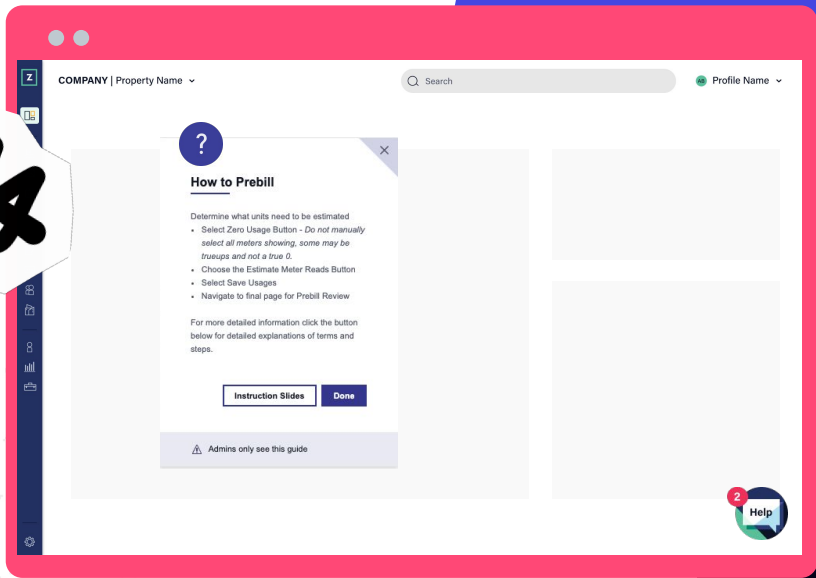 Z
COMPANY | Property Name
Search
AS Profile Name
?
How to Prebill
Determine what units need to be estimated
• Select Zero Usage Button - Do not manually
select all meters showing, some may be
trueups and not a true 0.
• Choose the Estimate Meter Reads Button
• Select Save Usages
• Navigate to final page for Prebill Review
For more detailed information click the button
below for detailed explanations of terms and
steps.
Instruction Slides
Done
Admins only see this guide
2
Help